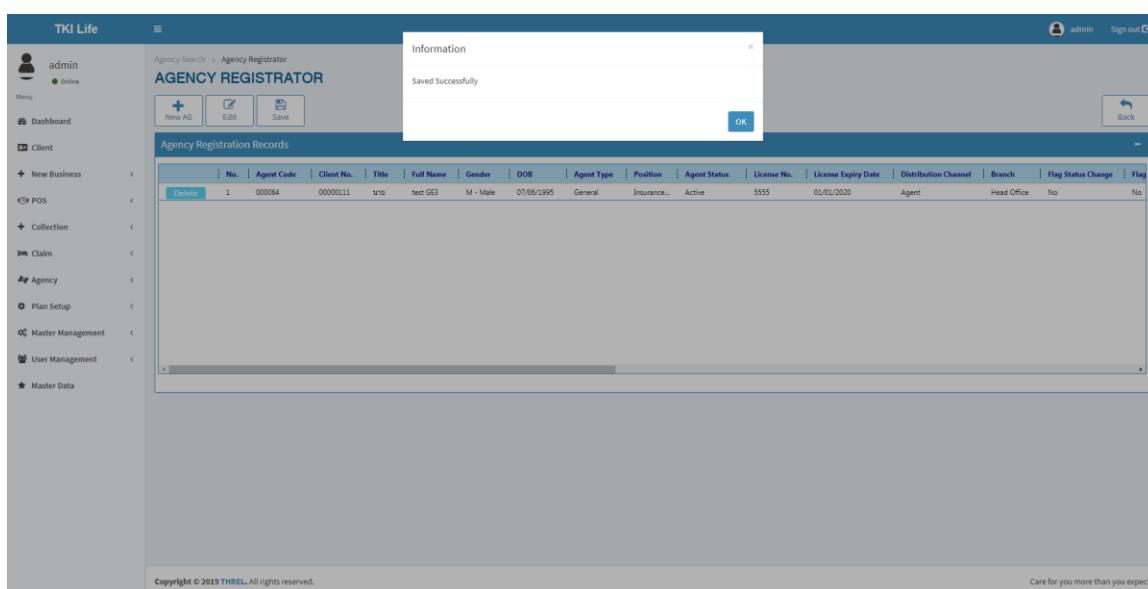 TKI Life
admin
Sign out
admin
Online
Menu
Dashboard
Client
New Business
POS
Collection
Claim
Agency
Plan Setup
Master Management
User Management
Master Data
Agency Search > Agency Registrator
AGENCY REGISTRATOR
New AG
Edit
Save
Back
Information
×
Saved Successfully
OK
Agency Registration Records
No. Agent Code Client No. Title Full Name Gender DOB Agent Type Position Agent Status License No. License Expiry Date Distribution Channel Branch Flag Status Change Flag
Delete 1 000064 00000111 นาย test GE3 M - Male 07/06/1995 General Insurance... Active 5555 01/01/2020 Agent Head Office No No
Copyright © 2019 THREL. All rights reserved.
Care for you more than you expec